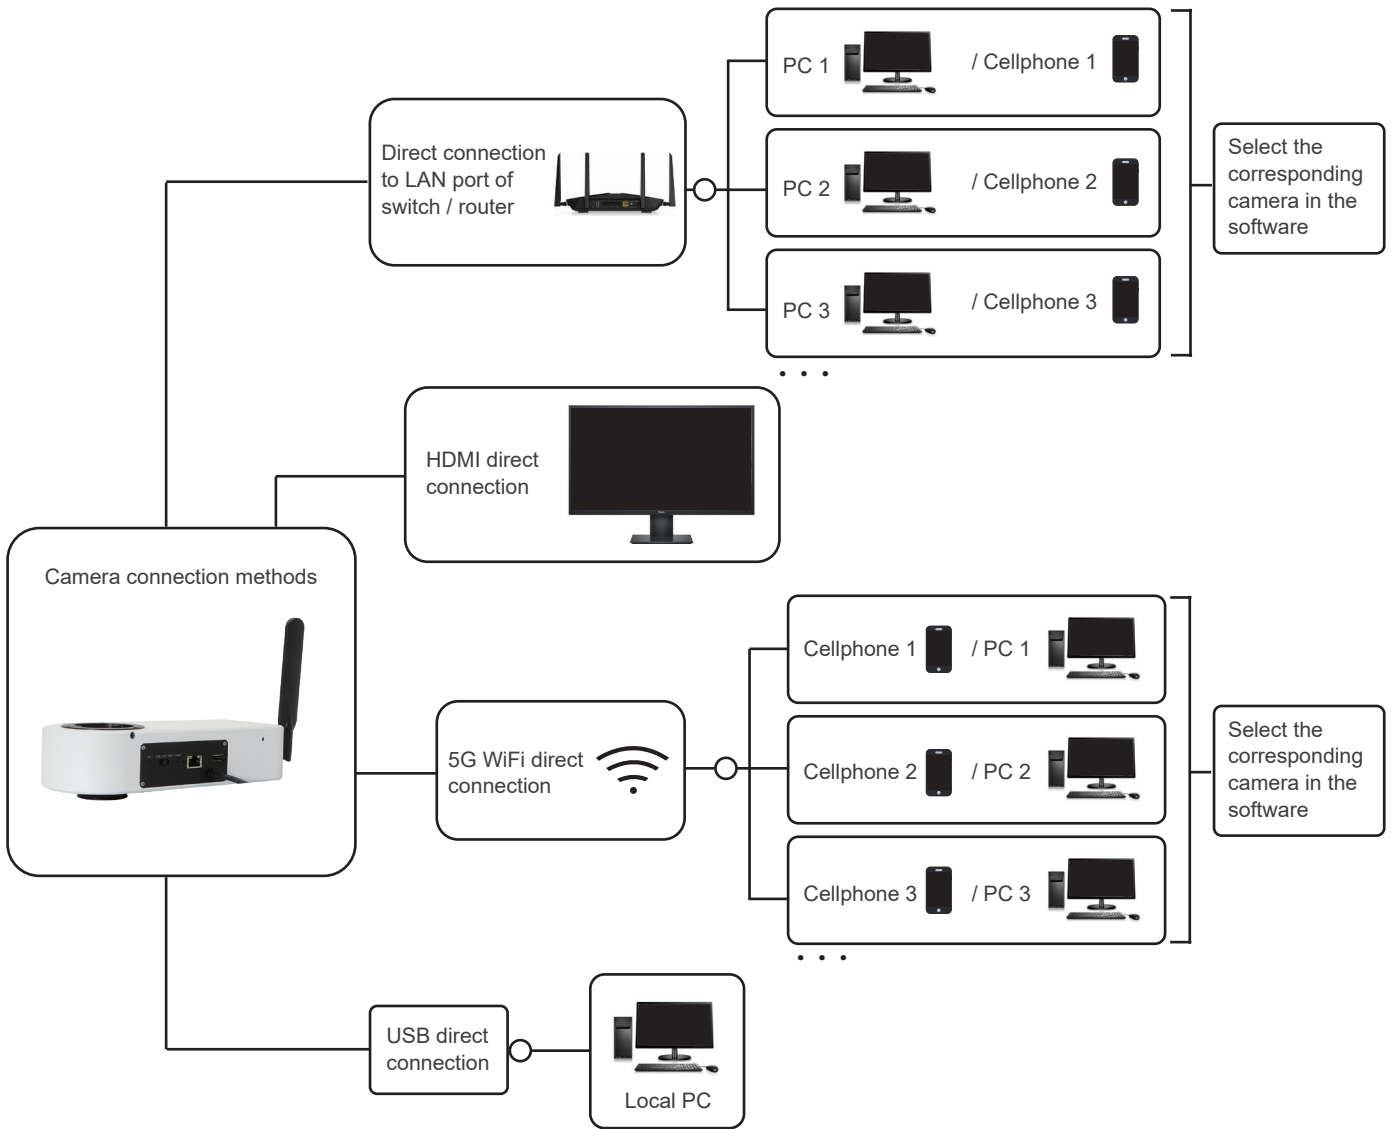 PC 1
/ Cellphone 1
Direct connection
to LAN port of
switch / router
PC 2
/ Cellphone 2
Select the
corresponding
camera in the
software
PC 3
/ Cellphone 3
. . .
HDMI direct
connection
Camera connection methods
Cellphone 1
/ PC 1
5G WiFi direct
connection
Cellphone 2
/ PC 2
Select the
corresponding
camera in the
software
Cellphone 3
/ PC 3
. . .
USB direct
connection
Local PC